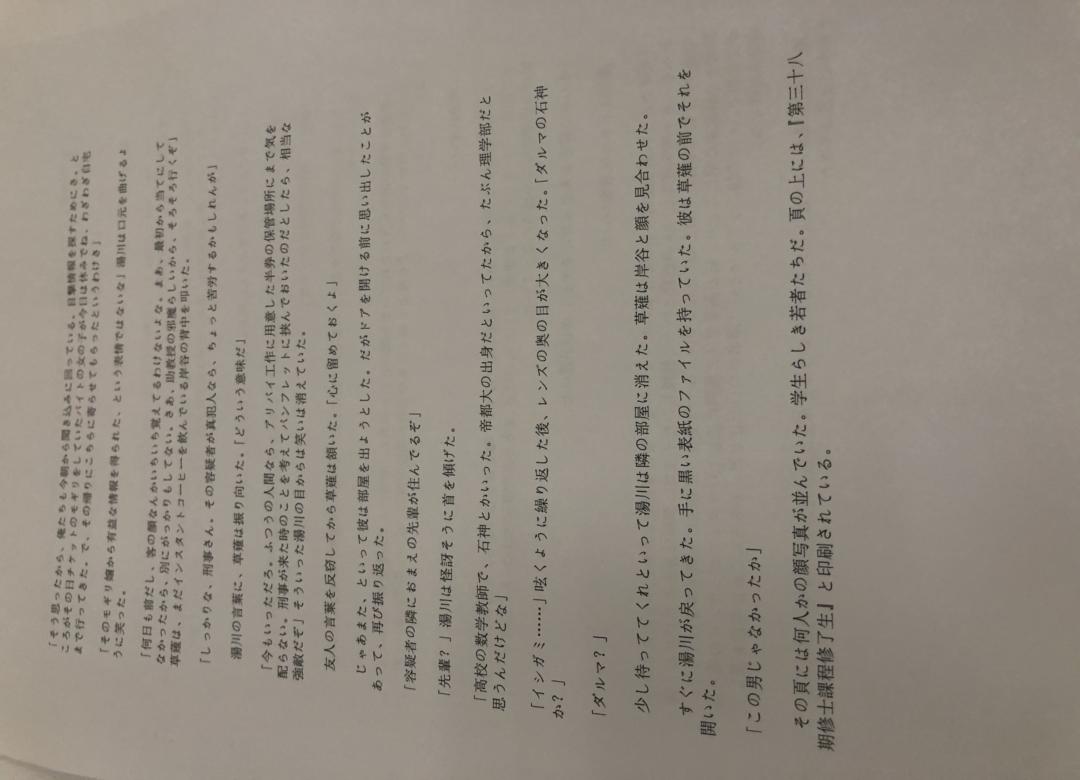 「そう思ったから、俺たちも今朝から聞き込みに回っている。目撃情報を探すためにさ。と
ころがその日チケットのモギリをしていたバイトの女の子が今日は休みでね、わざわざ自宅
まで行ってきた。で、その帰りにこちらに寄らせてもらったというわけさ」
「そのモギリ嬢から有益な情報を得られた、という表情ではないな」湯川は口元を曲げるよ
うに笑った。
「何日も前だし、客の顔なんかいちいち覚えてるわけないよな。まあ、最初から当てにして
なかったから、別にがっかりもしてない。さあ、助教授の邪魔らしいから、そろそろ行くぞ」
草薙は、まだインスタントコーヒーを飲んでいる岸谷の背中を叩いた。
「しっかりな、刑事さん。その容疑者が真犯人なら、ちょっと苦労するかもしれんが」
湯川の言葉に、草薙は振り向いた。「どういう意味だ」
「今もいっただろ。ふつうの人間なら、アリバイ工作に用意した半券の保管場所にまで気を
配らない。刑事が来た時のことを考えてパンフレットに挟んでおいたのだとしたら、相当な
強敵だぞ」そういった湯川の目からは笑いは消えていた。
友人の言葉を反芻してから草薙は頷いた。「心に留めておくよ」
じゃあまた、といって彼は部屋を出ようとした。だがドアを開ける前に思い出したことが
あって、再び振り返った。
「容疑者の隣におまえの先輩が住んでるぞ」
「先輩？」湯川は怪訝そうに首を傾げた。
「高校の数学教師で、石神とかいった。帝都大の出身だといってたから、たぶん理学部だと
思うんだけどな」
「イシガミ……」呟くように繰り返した後、レンズの奥の目が大きくなった。「ダルマの石神
か？」
「ダルマ？」
少し待っててくれといって湯川は隣の部屋に消えた。草薙は岸谷と顔を見合わせた。
すぐに湯川が戻ってきた。手に黒い表紙のファイルを持っていた。彼は草薙の前でそれを
開いた。
「この男じゃなかったか」
その頁には何人かの顔写真が並んでいた。学生らしき若者たちだ。頁の上には、『第三十八
期修士課程修了生』と印刷されている。